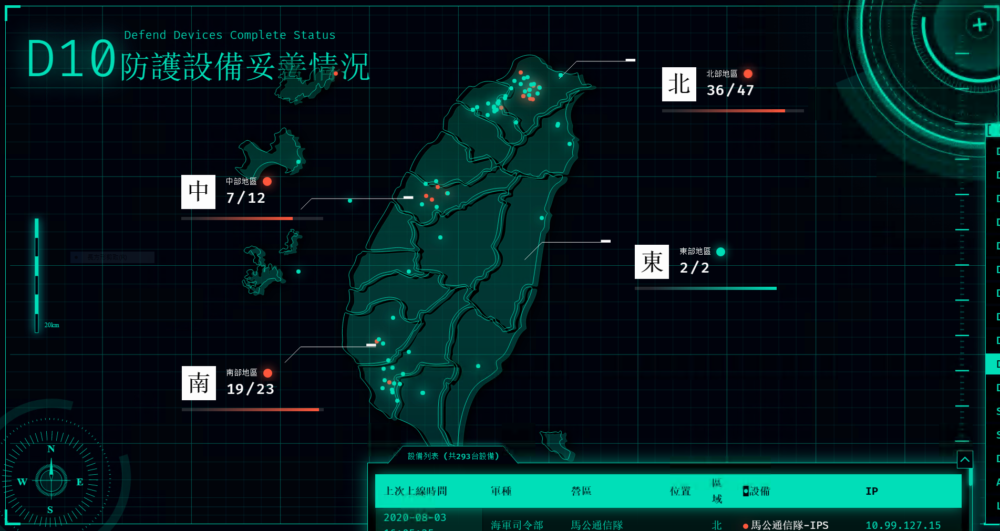 Defend Devices Complete Status
D10防護設備妥善情況
北
北部地區
36/47
中
中部地區
7/12
東
東部地區
2/2
20km
南
南部地區
19/23
N
W
E
S
設備列表 (共293台設備)
上次上線時間 軍種 營區 位置 區域 設備 IP
2020-08-03
海軍司令部 馬公通信隊 北 馬公通信隊-IPS 10.99.127.15